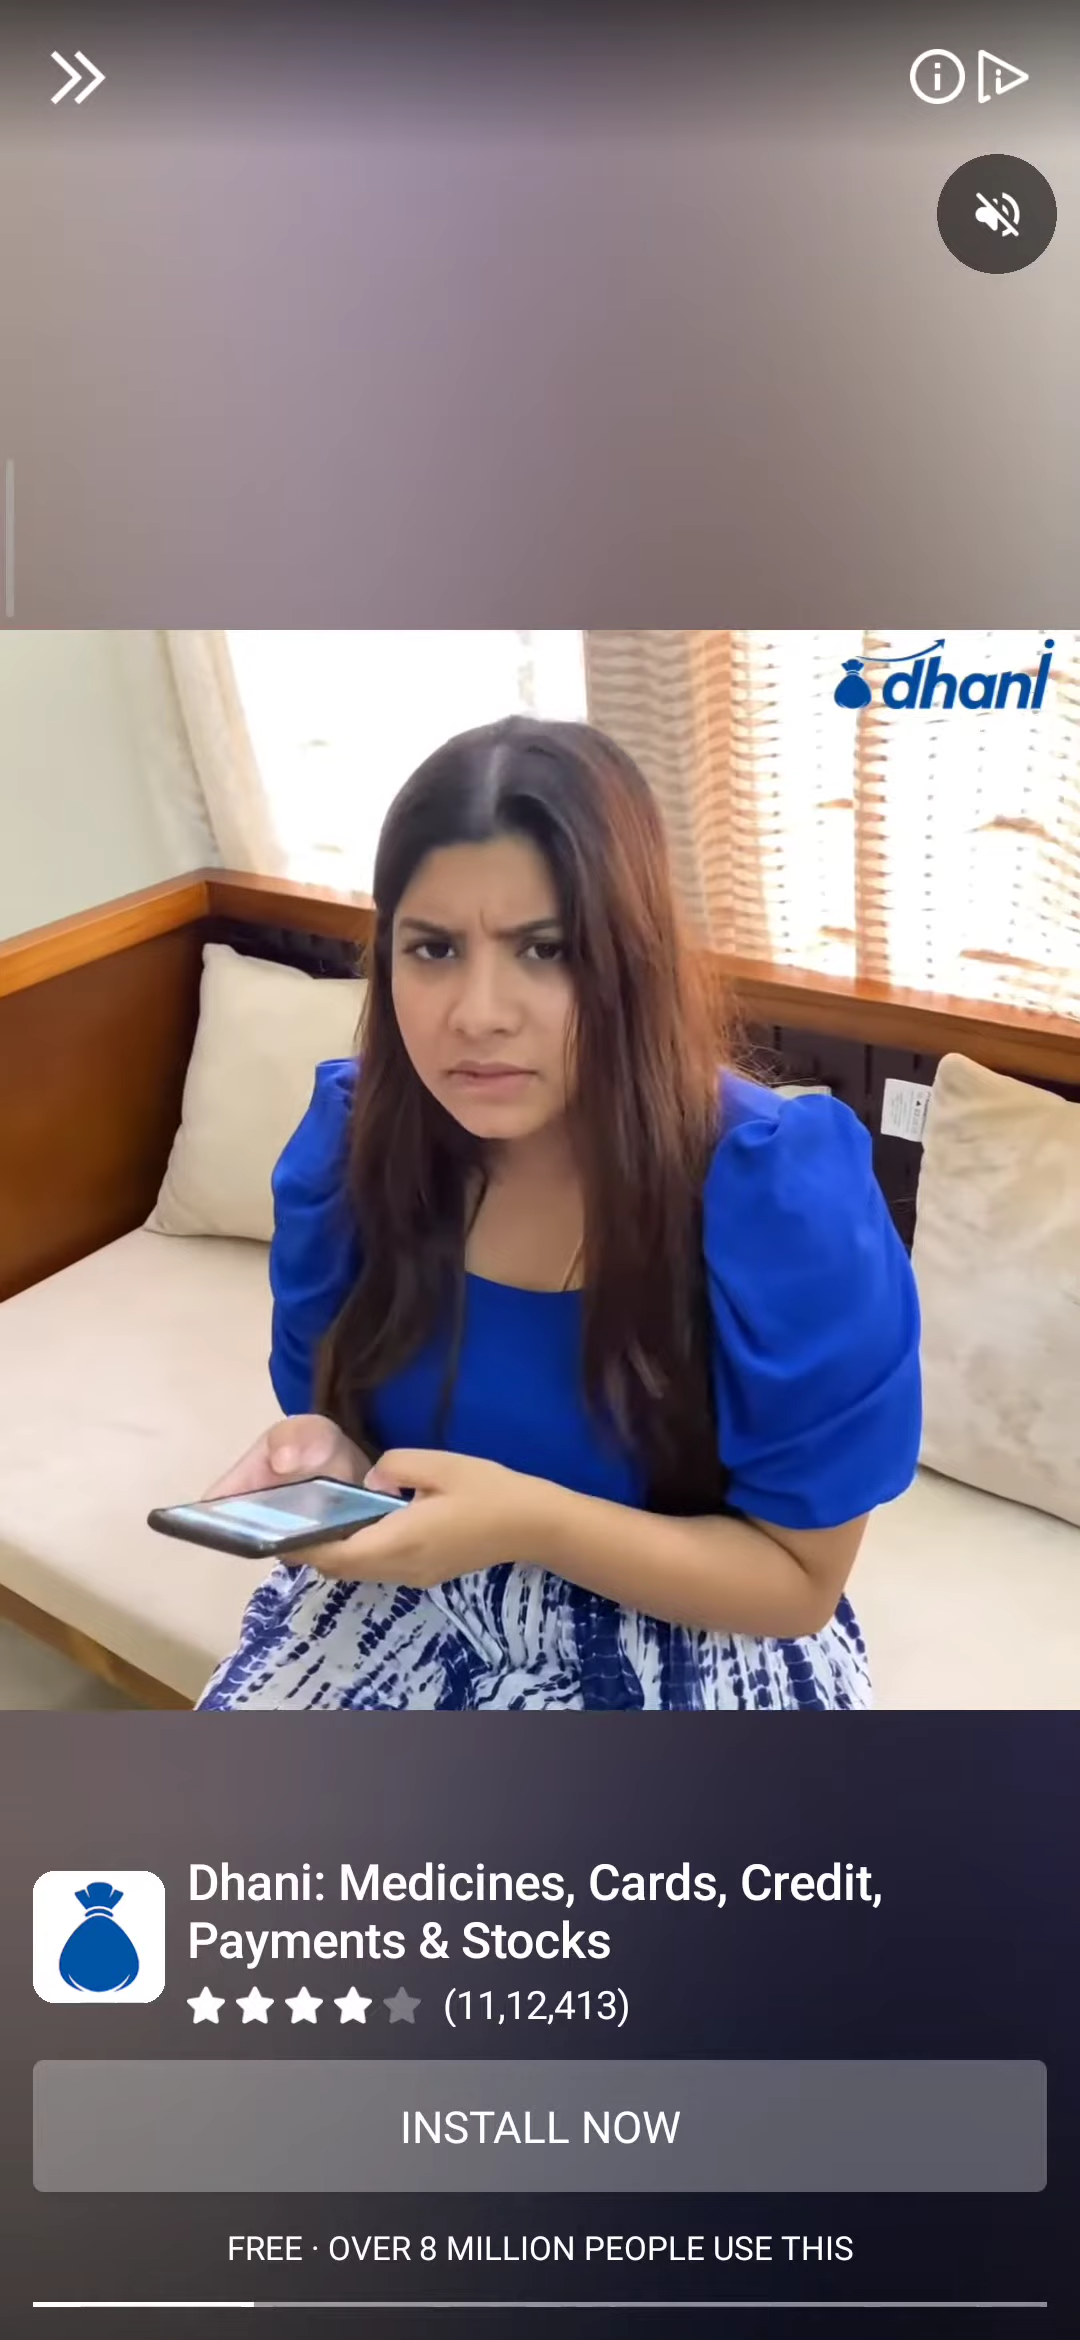 dhani
Dhani: Medicines, Cards, Credit,
Payments & Stocks
(11,12,413)
INSTALL NOW
FREE · OVER 8 MILLION PEOPLE USE THIS